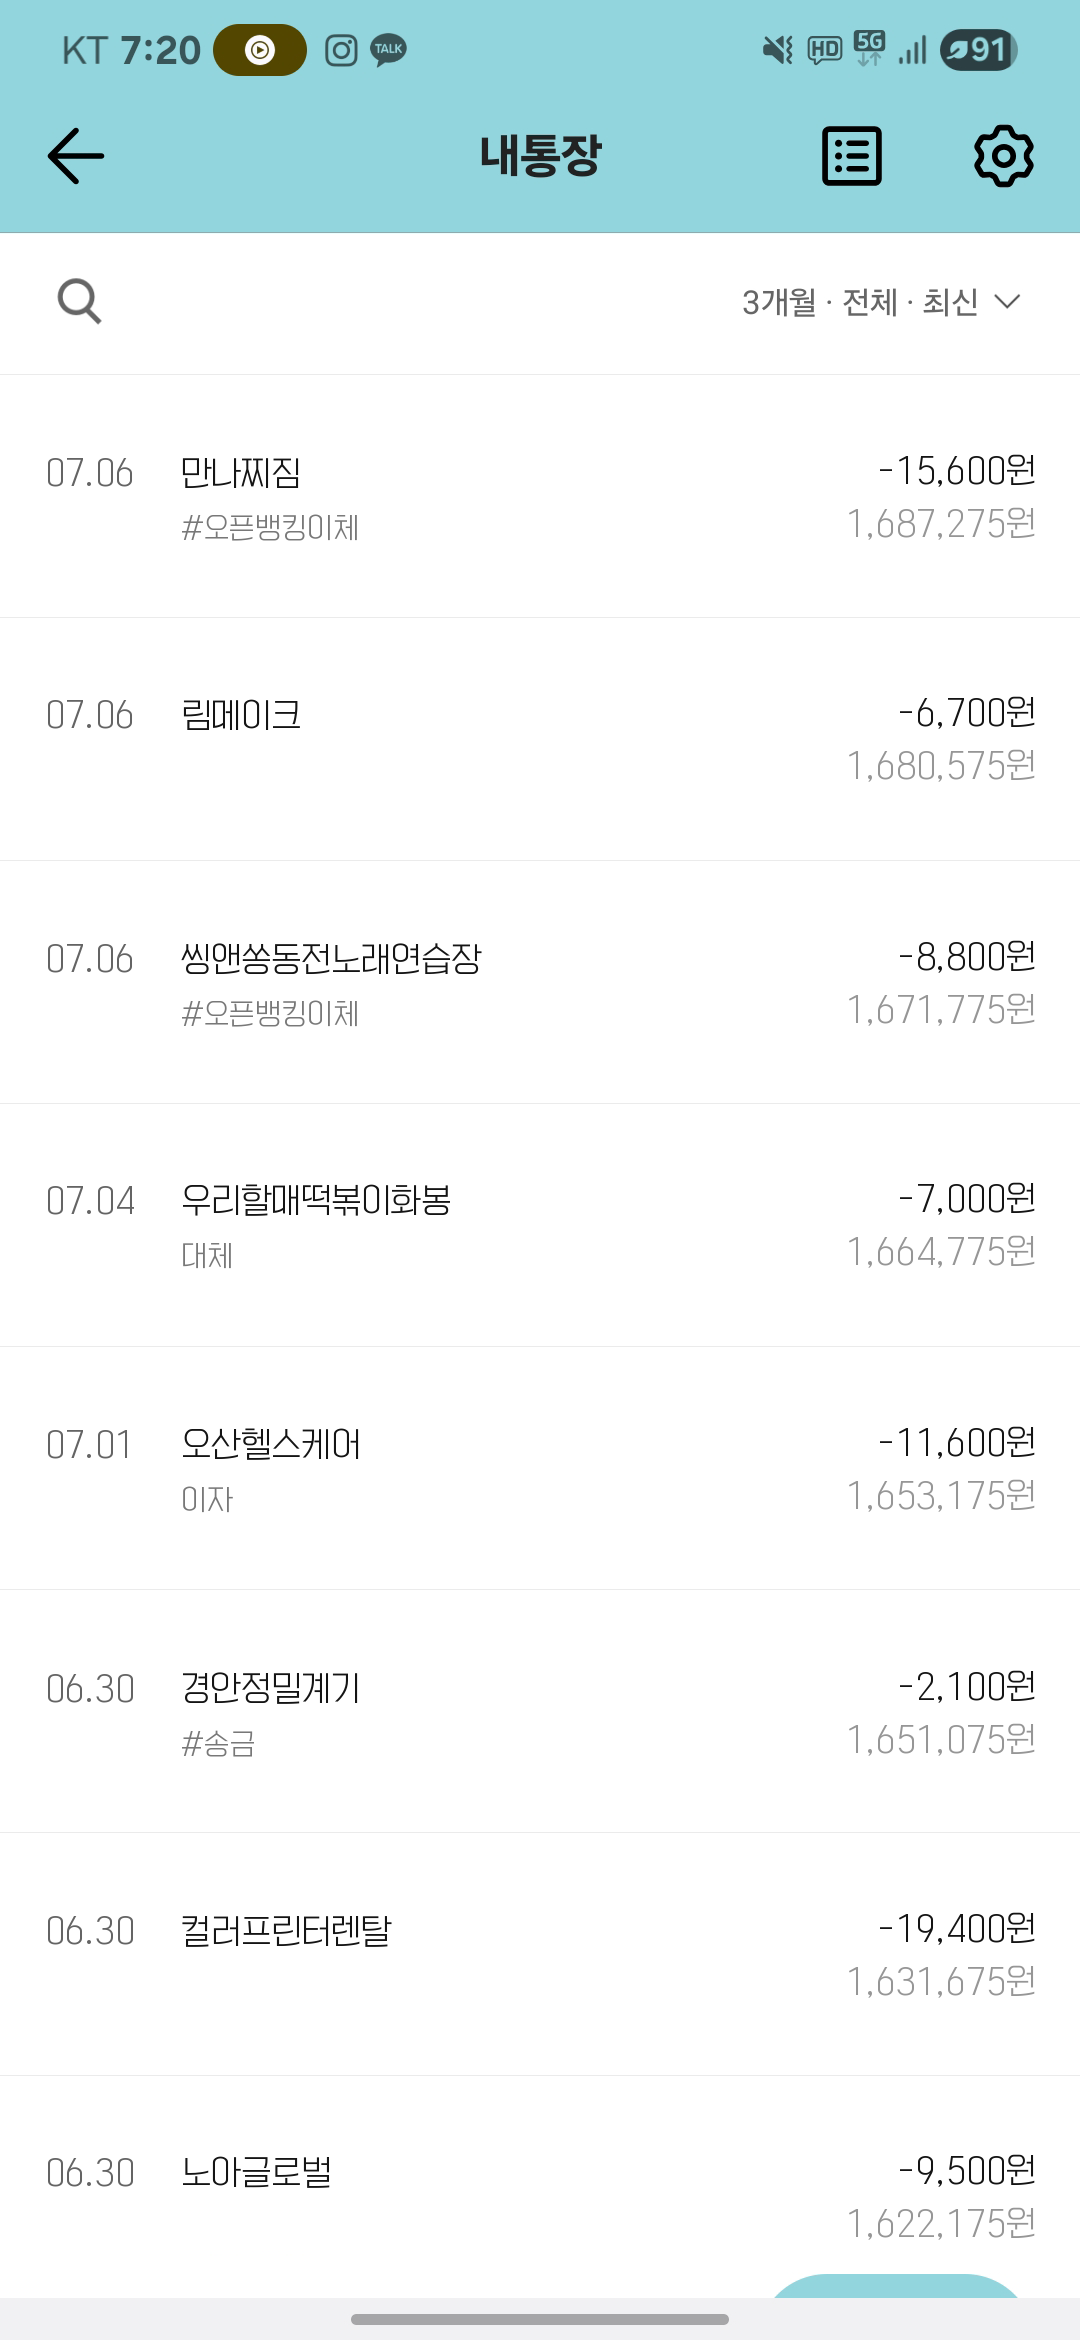 KT 7:20 TALK HD 5G 91
내통장
3개월 · 전체 · 최신
07.06 만나찌짐 -15,600원
#오픈뱅킹이체 1,687,275원
07.06 림메이크 -6,700원
1,680,575원
07.06 씽앤쏭동전노래연습장 -8,800원
#오픈뱅킹이체 1,671,775원
07.04 우리할매떡볶이화봉 -7,000원
대체 1,664,775원
07.01 오산헬스케어 -11,600원
이자 1,653,175원
06.30 경안정밀계기 -2,100원
#송금 1,651,075원
06.30 컬러프린터렌탈 -19,400원
1,631,675원
06.30 노아글로벌 -9,500원
1,622,175원